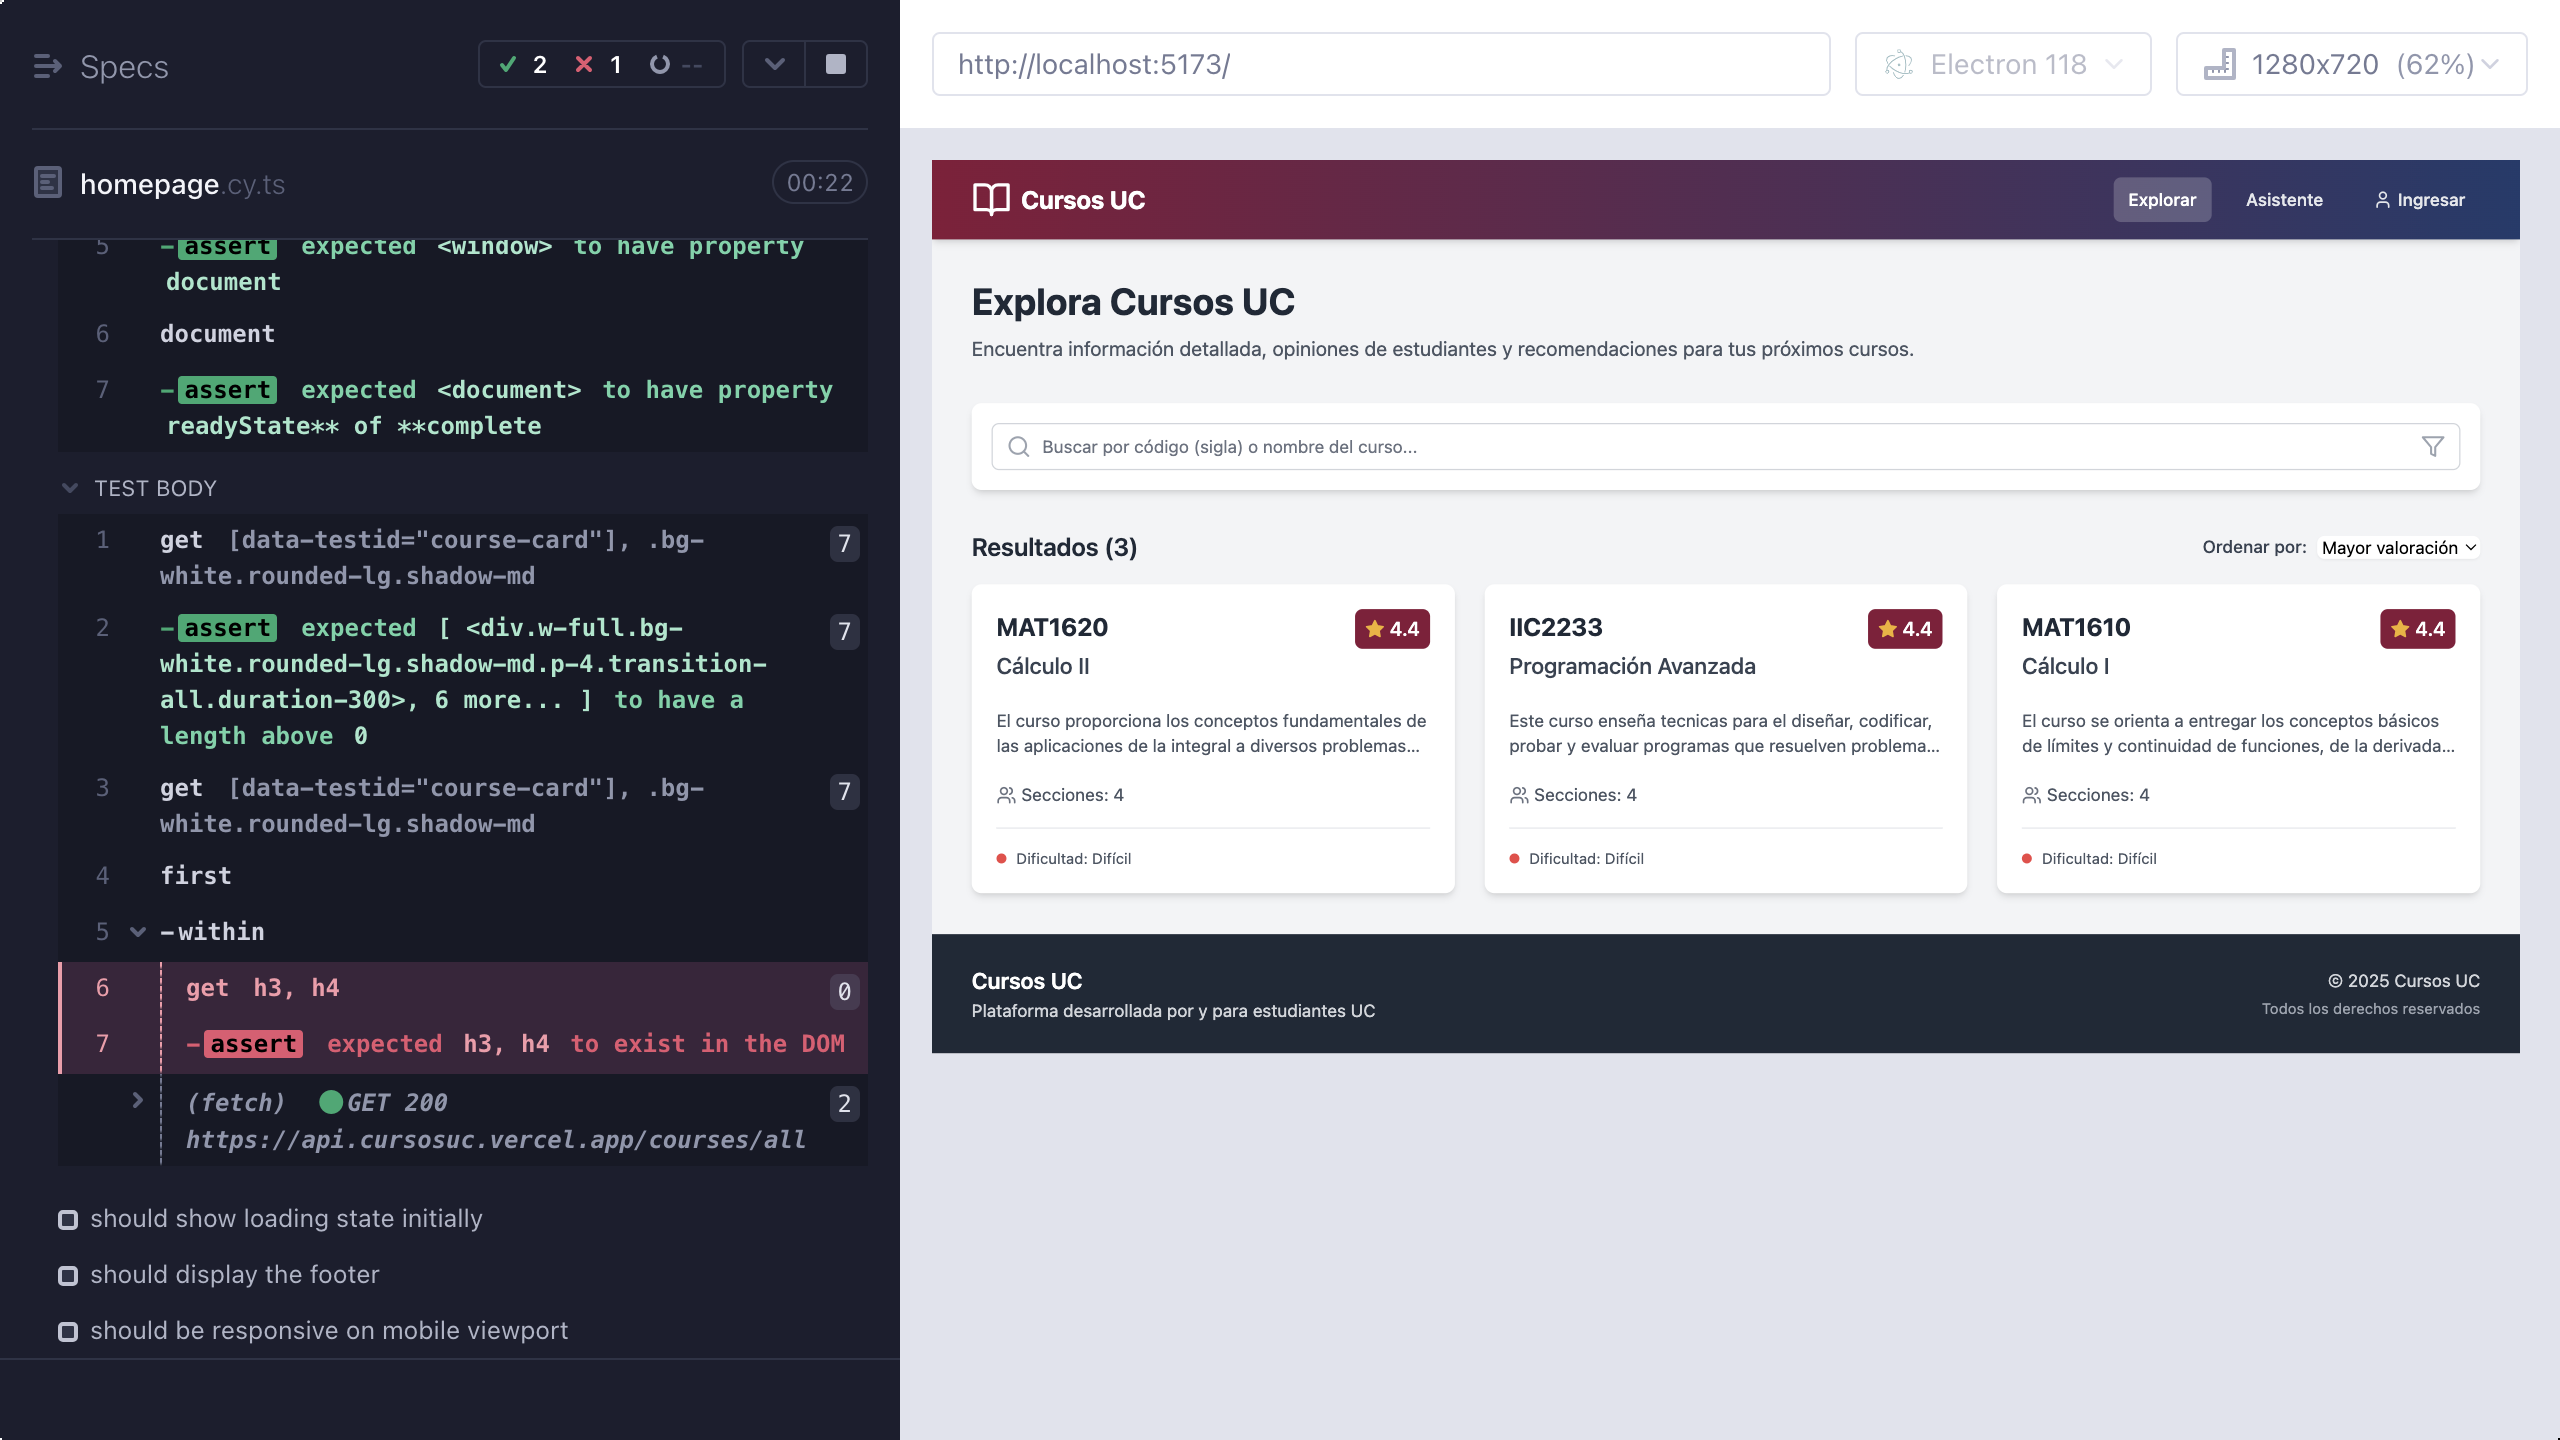 Specs
2 1 --
homepage.cy.ts 00:22
5 -assert expected <window> to have property
document
6 document
7 -assert expected <document> to have property
readyState** of **complete
TEST BODY
1 get [data-testid="course-card"], .bg- 7
white.rounded-lg.shadow-md
2 -assert expected [ <div.w-full.bg- 7
white.rounded-lg.shadow-md.p-4.transition-
all.duration-300>, 6 more... ] to have a
length above 0
3 get [data-testid="course-card"], .bg- 7
white.rounded-lg.shadow-md
4 first
5 -within
6 get h3, h4 0
7 -assert expected h3, h4 to exist in the DOM
(fetch) GET 200 2
https://api.cursosuc.vercel.app/courses/all
should show loading state initially
should display the footer
should be responsive on mobile viewport
http://localhost:5173/
Electron 118
1280x720 (62%)
Cursos UC
Explorar Asistente Ingresar
Explora Cursos UC
Encuentra información detallada, opiniones de estudiantes y recomendaciones para tus próximos cursos.
Buscar por código (sigla) o nombre del curso...
Resultados (3)
Ordenar por: Mayor valoración
MAT1620 4.4
Cálculo II
El curso proporciona los conceptos fundamentales de
las aplicaciones de la integral a diversos problemas...
Secciones: 4
Dificultad: Difícil
IIC2233 4.4
Programación Avanzada
Este curso enseña tecnicas para el diseñar, codificar,
probar y evaluar programas que resuelven problema...
Secciones: 4
Dificultad: Difícil
MAT1610 4.4
Cálculo I
El curso se orienta a entregar los conceptos básicos
de límites y continuidad de funciones, de la derivada...
Secciones: 4
Dificultad: Difícil
Cursos UC
Plataforma desarrollada por y para estudiantes UC
© 2025 Cursos UC
Todos los derechos reservados